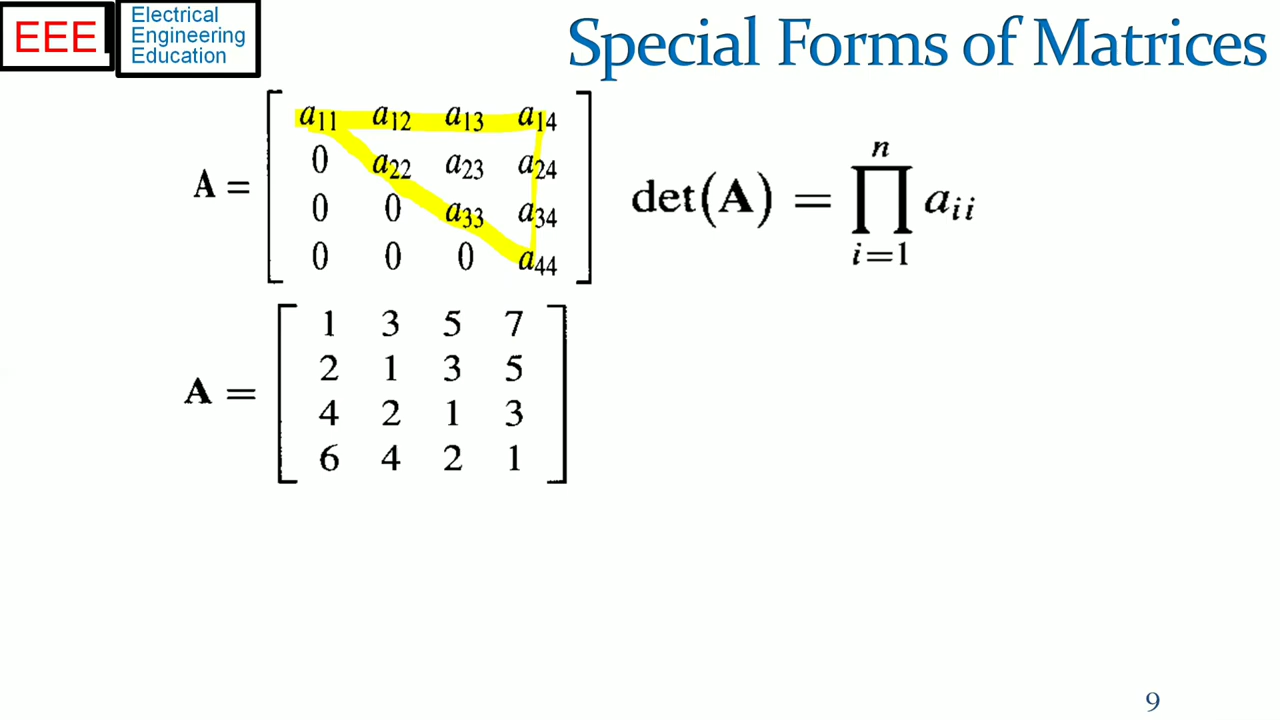 EEE
Electrical
Engineering
Education
Special Forms of Matrices
A =
a₁₁ a₁₂ a₁₃ a₁₄
0 a₂₂ a₂₃ a₂₄
0 0 a₃₃ a₃₄
0 0 0 a₄₄
det(A) = ∏ⁿᵢ₌₁ aᵢᵢ
A =
1 3 5 7
2 1 3 5
4 2 1 3
6 4 2 1
9